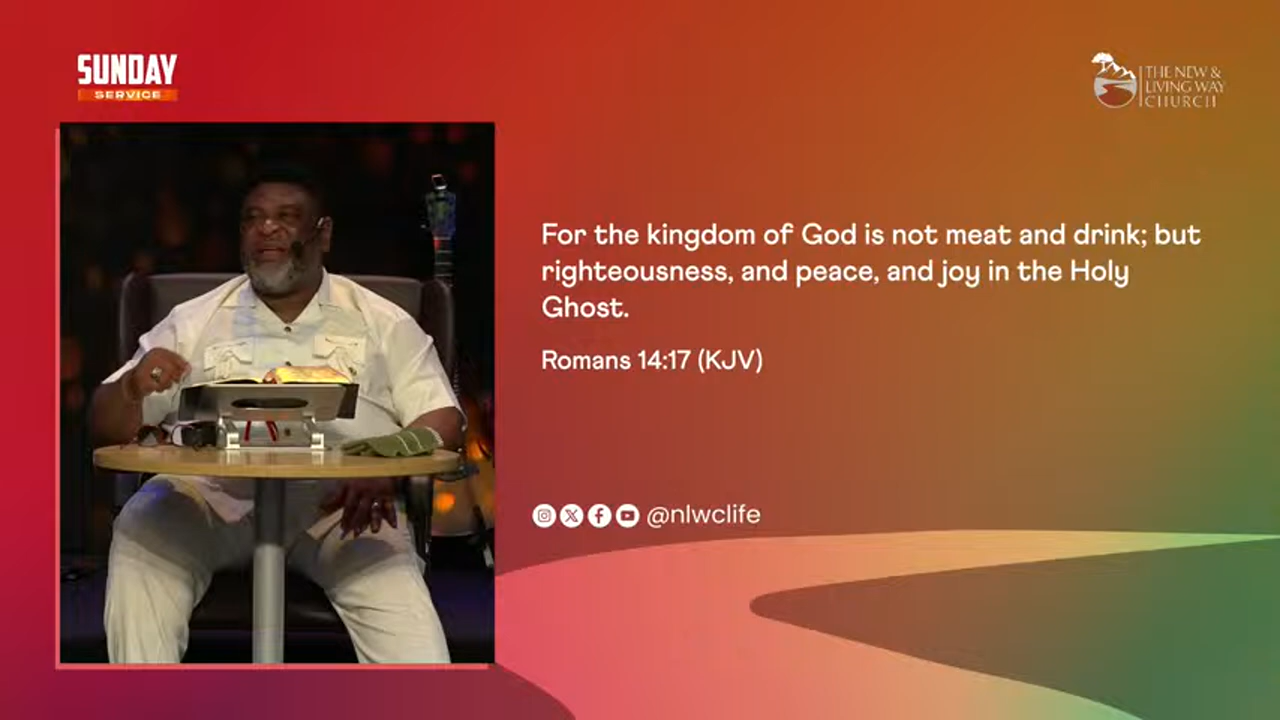 SUNDAY
SERVICE
THE NEW &
LIVING WAY
CHURCH
For the kingdom of God is not meat and drink; but
righteousness, and peace, and joy in the Holy
Ghost.
Romans 14:17 (KJV)
@nlwclife